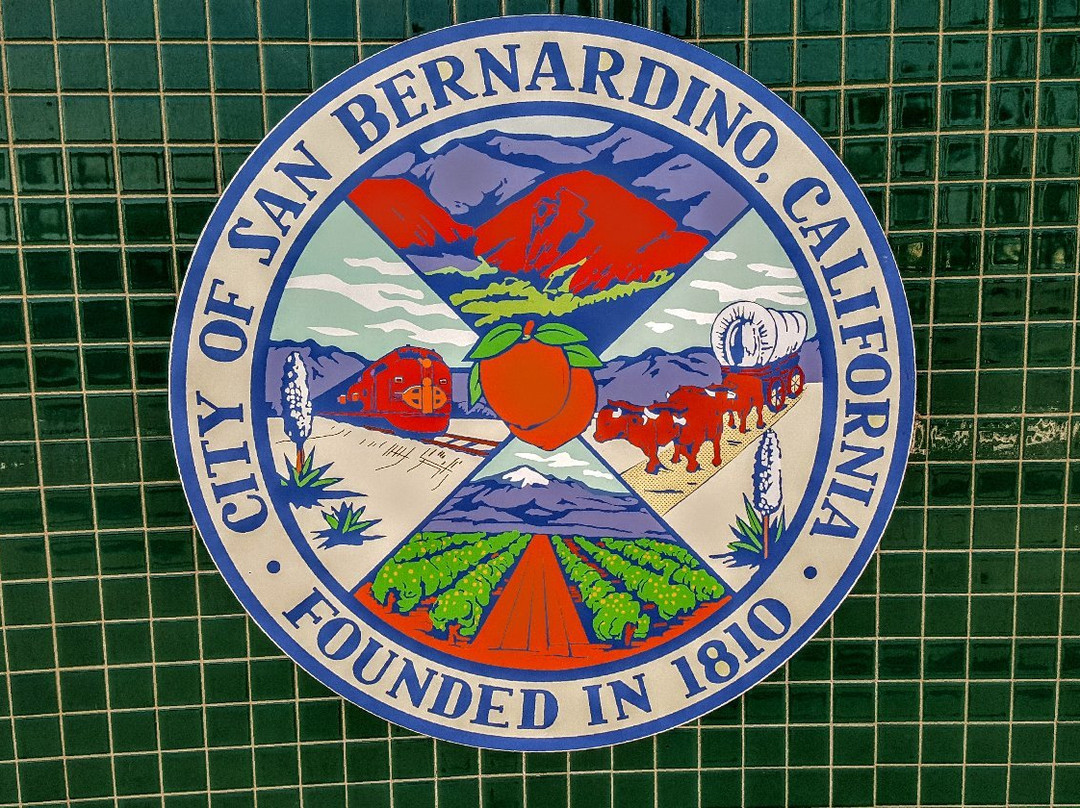 CITY OF SAN BERNARDINO, CALIFORNIA
• FOUNDED IN 1810 •